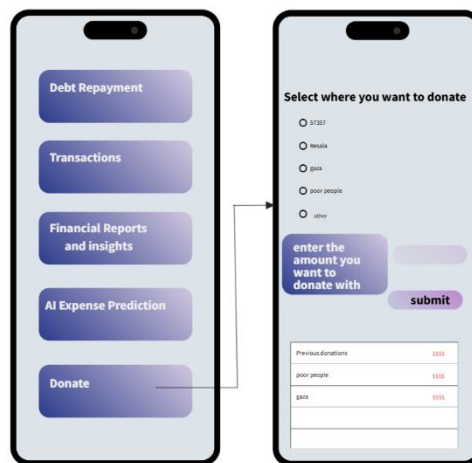 Debt Repayment
Transactions
Financial Reports
and insights
AI Expense Prediction
Donate
Select where you want to donate
57357
Resala
gaza
poor people
other
enter the
amount you
want to
donate with
submit
Previous donations $$$$
poor people $$$$
gaza $$$$